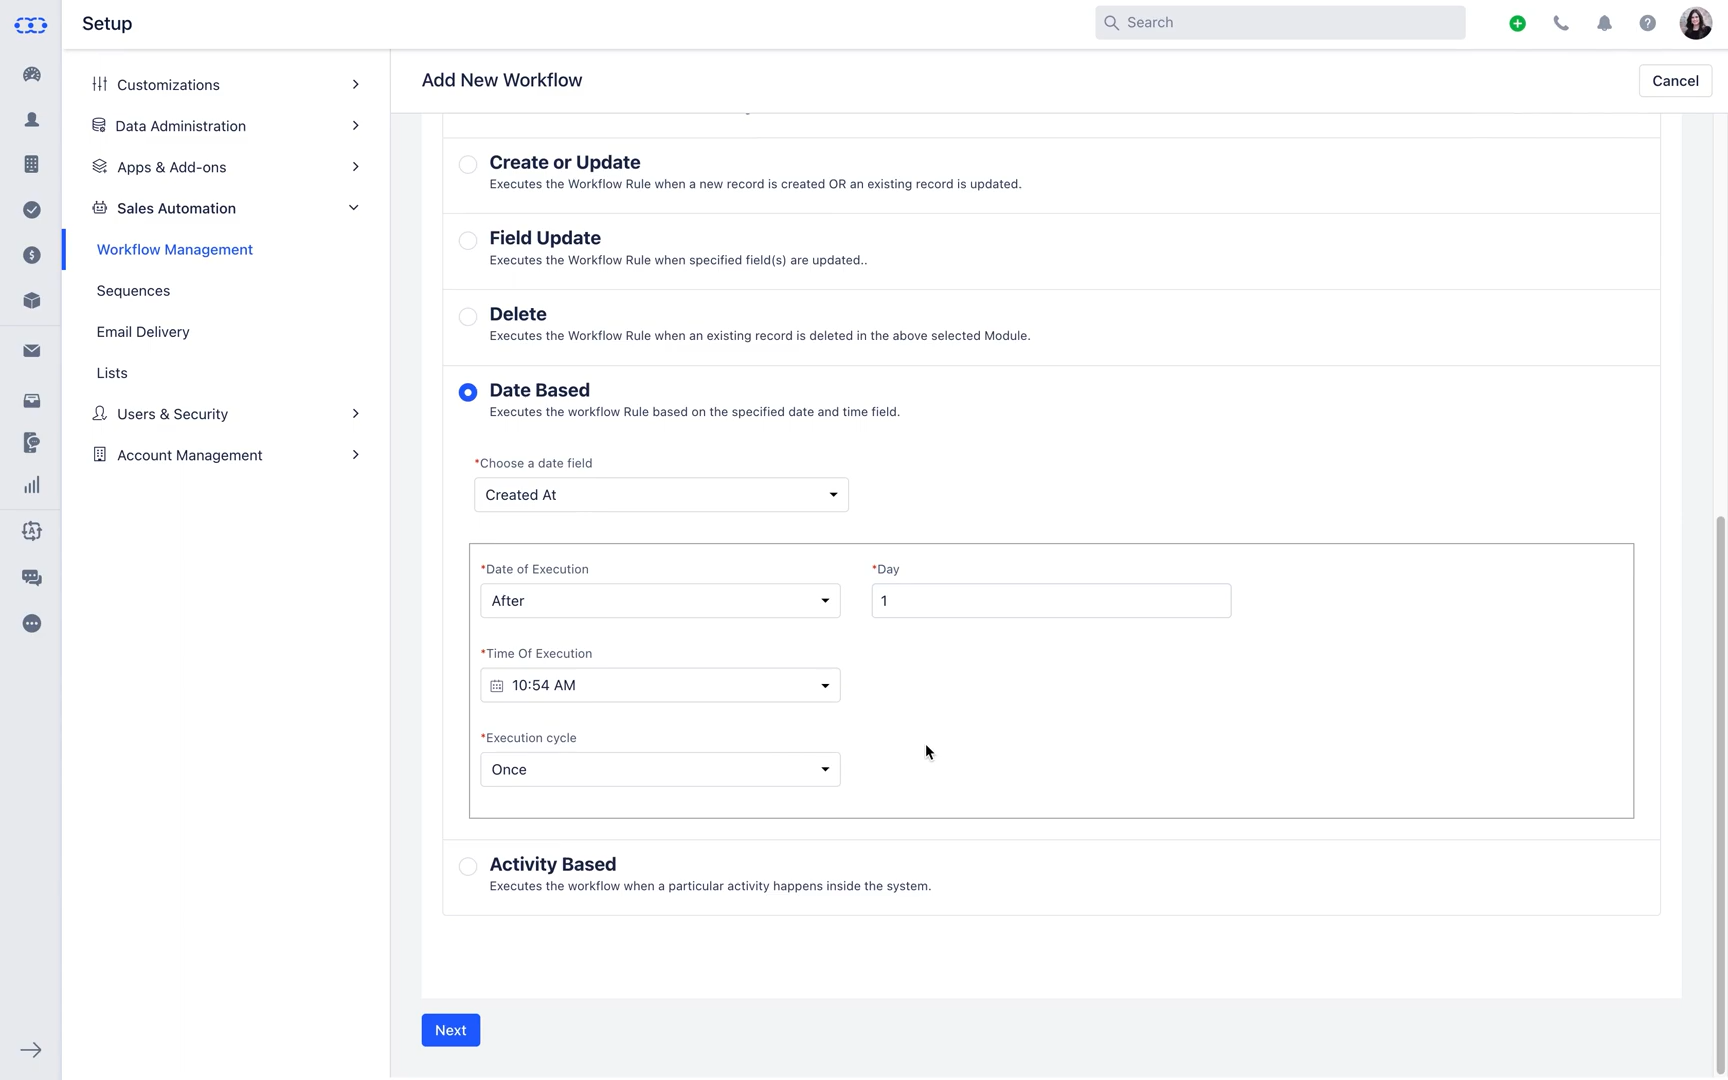 Setup
Search
Customizations
Data Administration
Apps & Add-ons
Sales Automation
Workflow Management
Sequences
Email Delivery
Lists
Users & Security
Account Management
Add New Workflow
Cancel
Create or Update
Executes the Workflow Rule when a new record is created OR an existing record is updated.
Field Update
Executes the Workflow Rule when specified field(s) are updated..
Delete
Executes the Workflow Rule when an existing record is deleted in the above selected Module.
Date Based
Executes the workflow Rule based on the specified date and time field.
*Choose a date field
Created At
*Date of Execution
After
*Day
1
*Time Of Execution
10:54 AM
*Execution cycle
Once
Activity Based
Executes the workflow when a particular activity happens inside the system.
Next